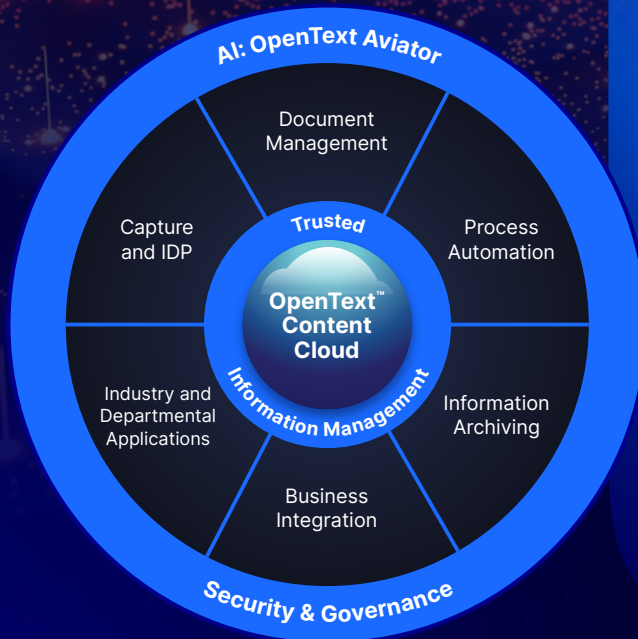 AI: OpenText Aviator
Document
Management
Capture
and IDP
Process
Automation
Trusted
OpenText™
Content
Cloud
Information Management
Industry and
Departmental
Applications
Information
Archiving
Business
Integration
Security & Governance